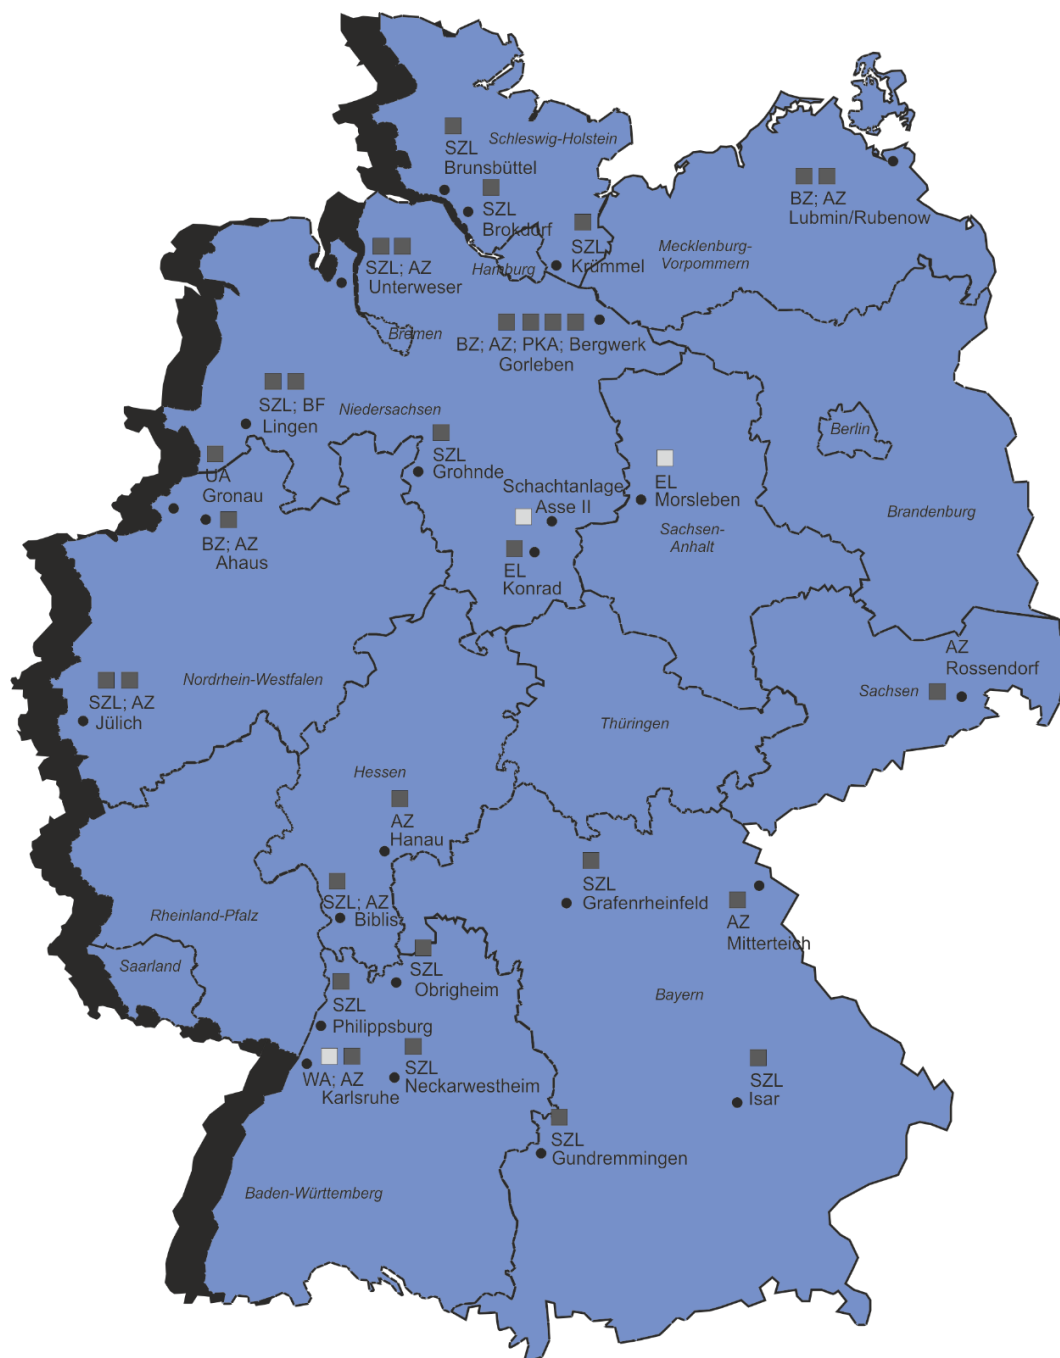 SZL
Brunsbüttel
Schleswig-Holstein
SZL
Brokdorf
BZ; AZ
Lubmin/Rubenow
SZL
Krümmel
Hamburg
Mecklenburg-
Vorpommern
SZL; AZ
Unterweser
Bremen
BZ; AZ; PKA; Bergwerk
Gorleben
SZL; BF
Lingen
Niedersachsen
SZL
Grohnde
Berlin
UA
Gronau
EL
Morsleben
Schachtanlage
Asse II
Brandenburg
Sachsen-
Anhalt
BZ; AZ
Ahaus
EL
Konrad
AZ
Rossendorf
Sachsen
Nordrhein-Westfalen
SZL; AZ
Jülich
Thüringen
Hessen
AZ
Hanau
SZL
Grafenrheinfeld
SZL; AZ
Biblis
Rheinland-Pfalz
AZ
Mitterteich
Saarland
SZL
Obrigheim
Bayern
SZL
Philippsburg
SZL
Neckarwestheim
WA; AZ
Karlsruhe
SZL
Isar
SZL
Gundremmingen
Baden-Württemberg